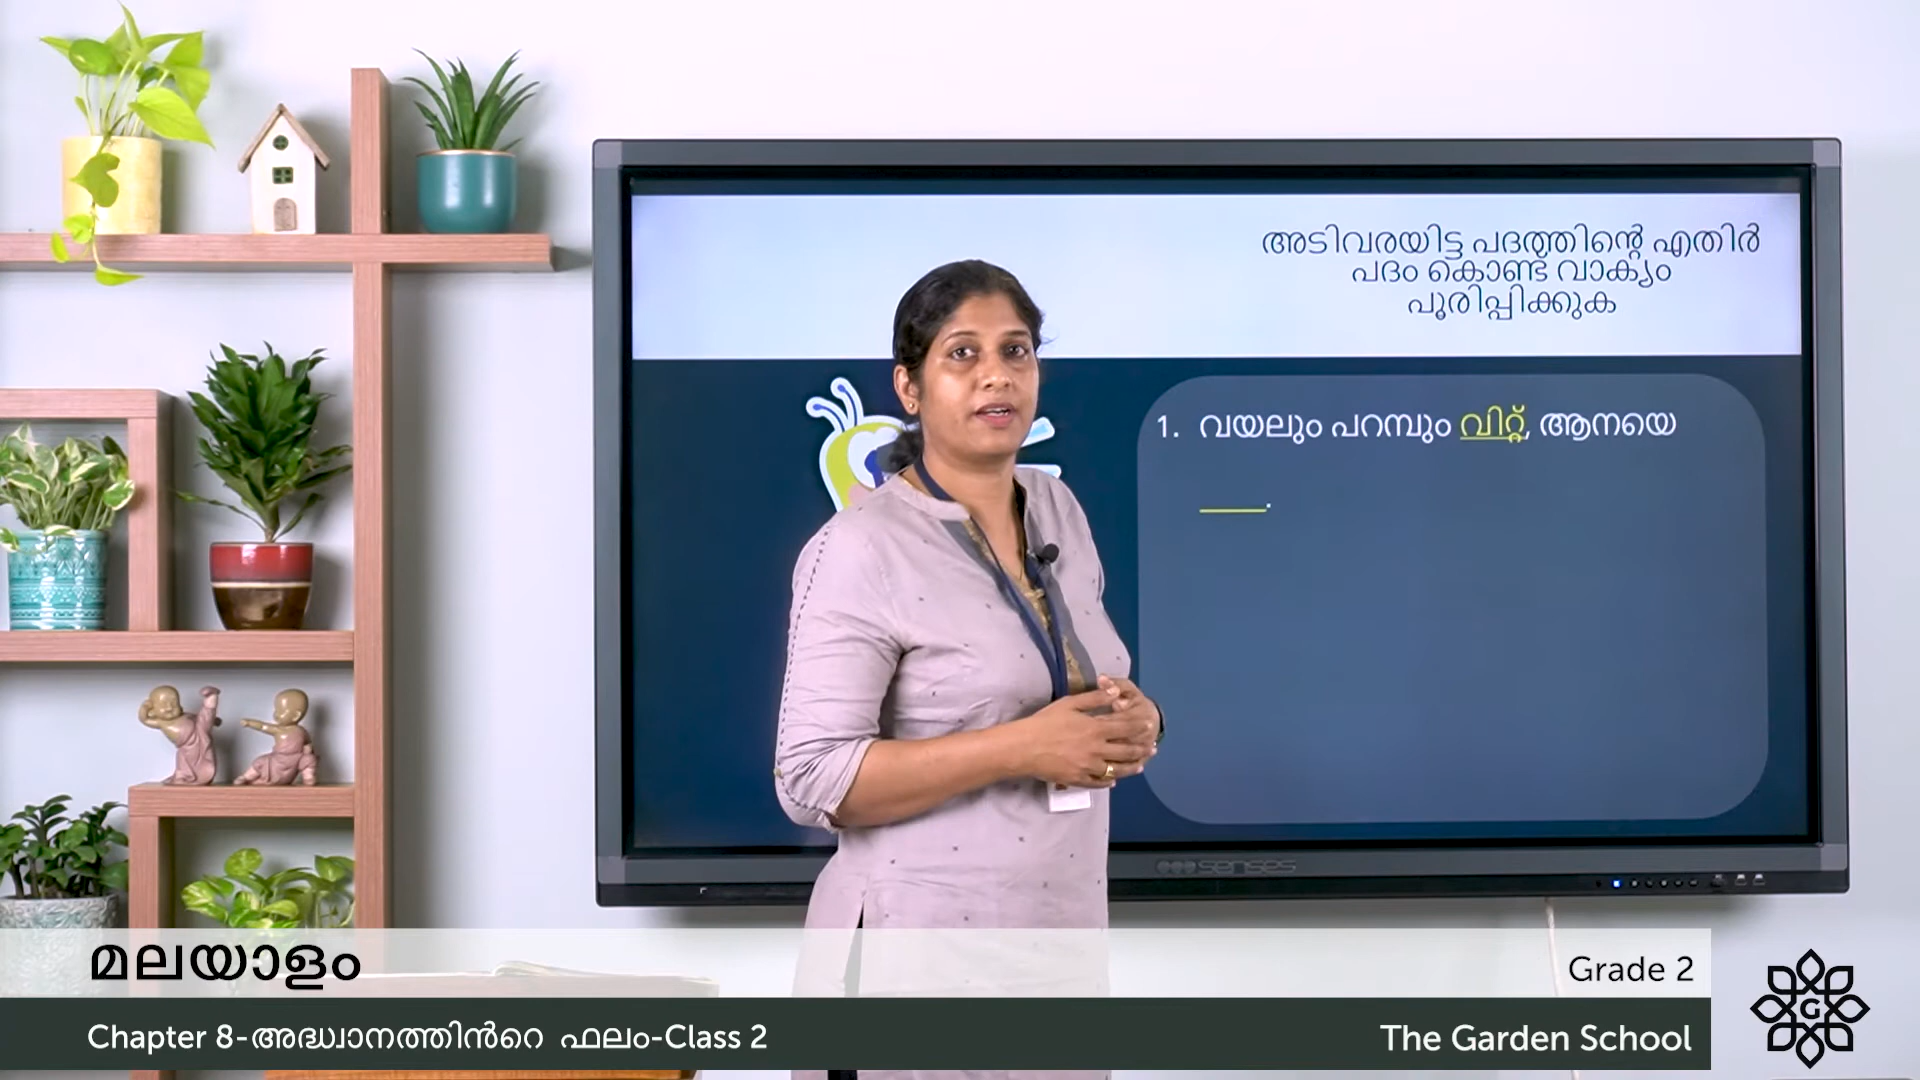 അടിവരയിട്ട പദത്തിന്റെ എതിർ
പദം കൊണ്ട് വാക്യം
പൂരിപ്പിക്കുക
1. വയലും പറമ്പും വിറ്റ്, ആനയെ
____.
senses
മലയാളം
Grade 2
Chapter 8-അദ്ധ്വാനത്തിൻറെ ഫലം-Class 2
The Garden School
G